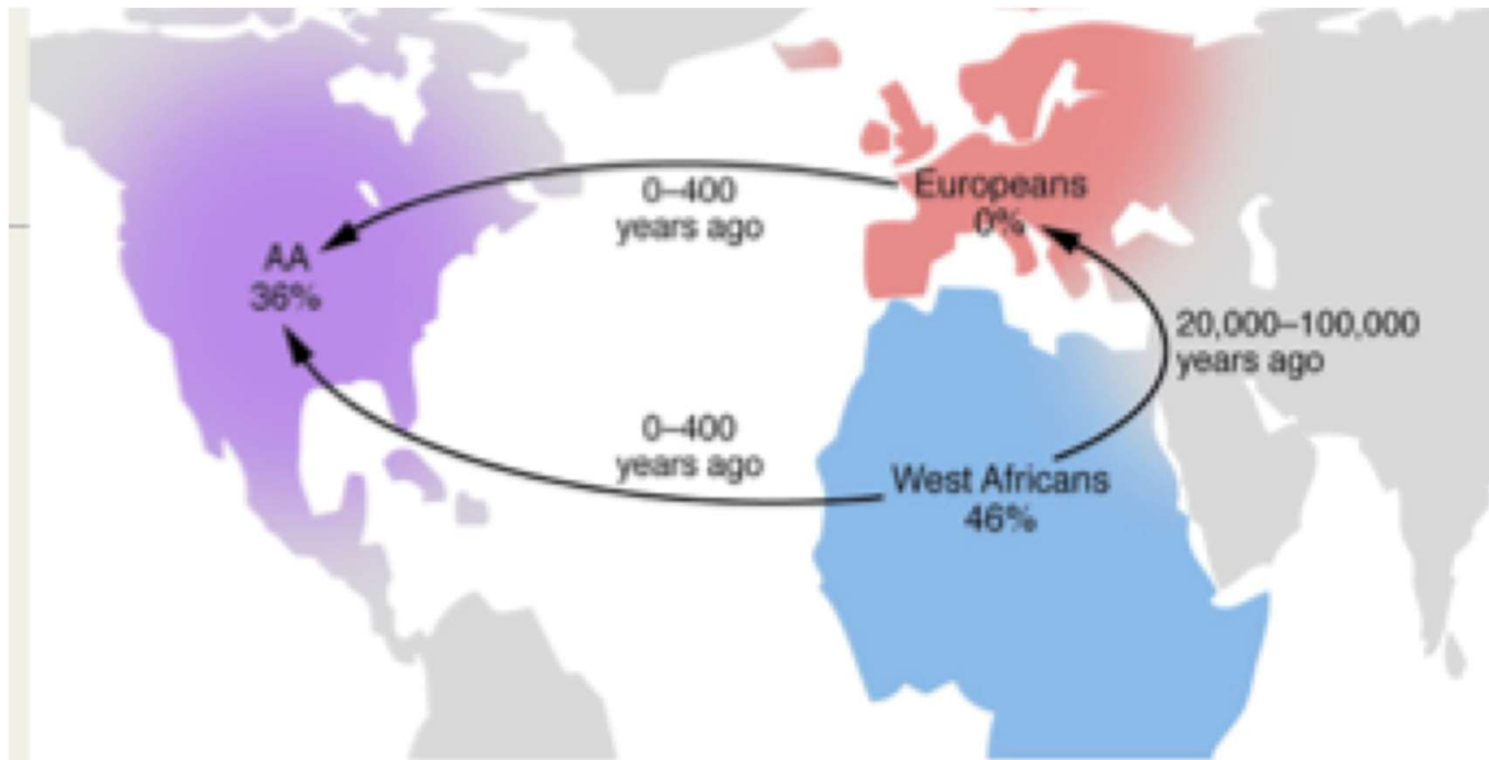 0–400
years ago
Europeans
0%
AA
36%
20,000–100,000
years ago
0–400
years ago
West Africans
46%